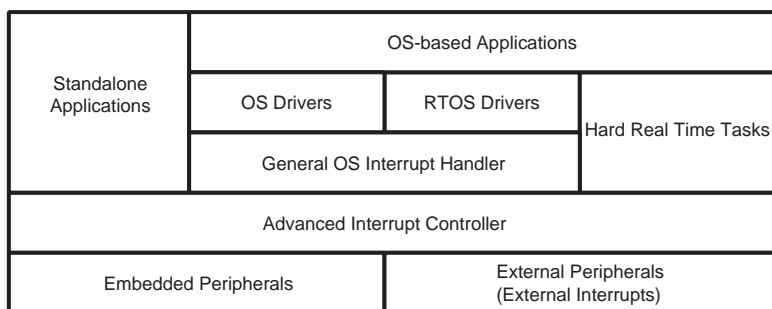 OS-based Applications
Standalone
Applications
OS Drivers
RTOS Drivers
Hard Real Time Tasks
General OS Interrupt Handler
Advanced Interrupt Controller
Embedded Peripherals
External Peripherals
(External Interrupts)